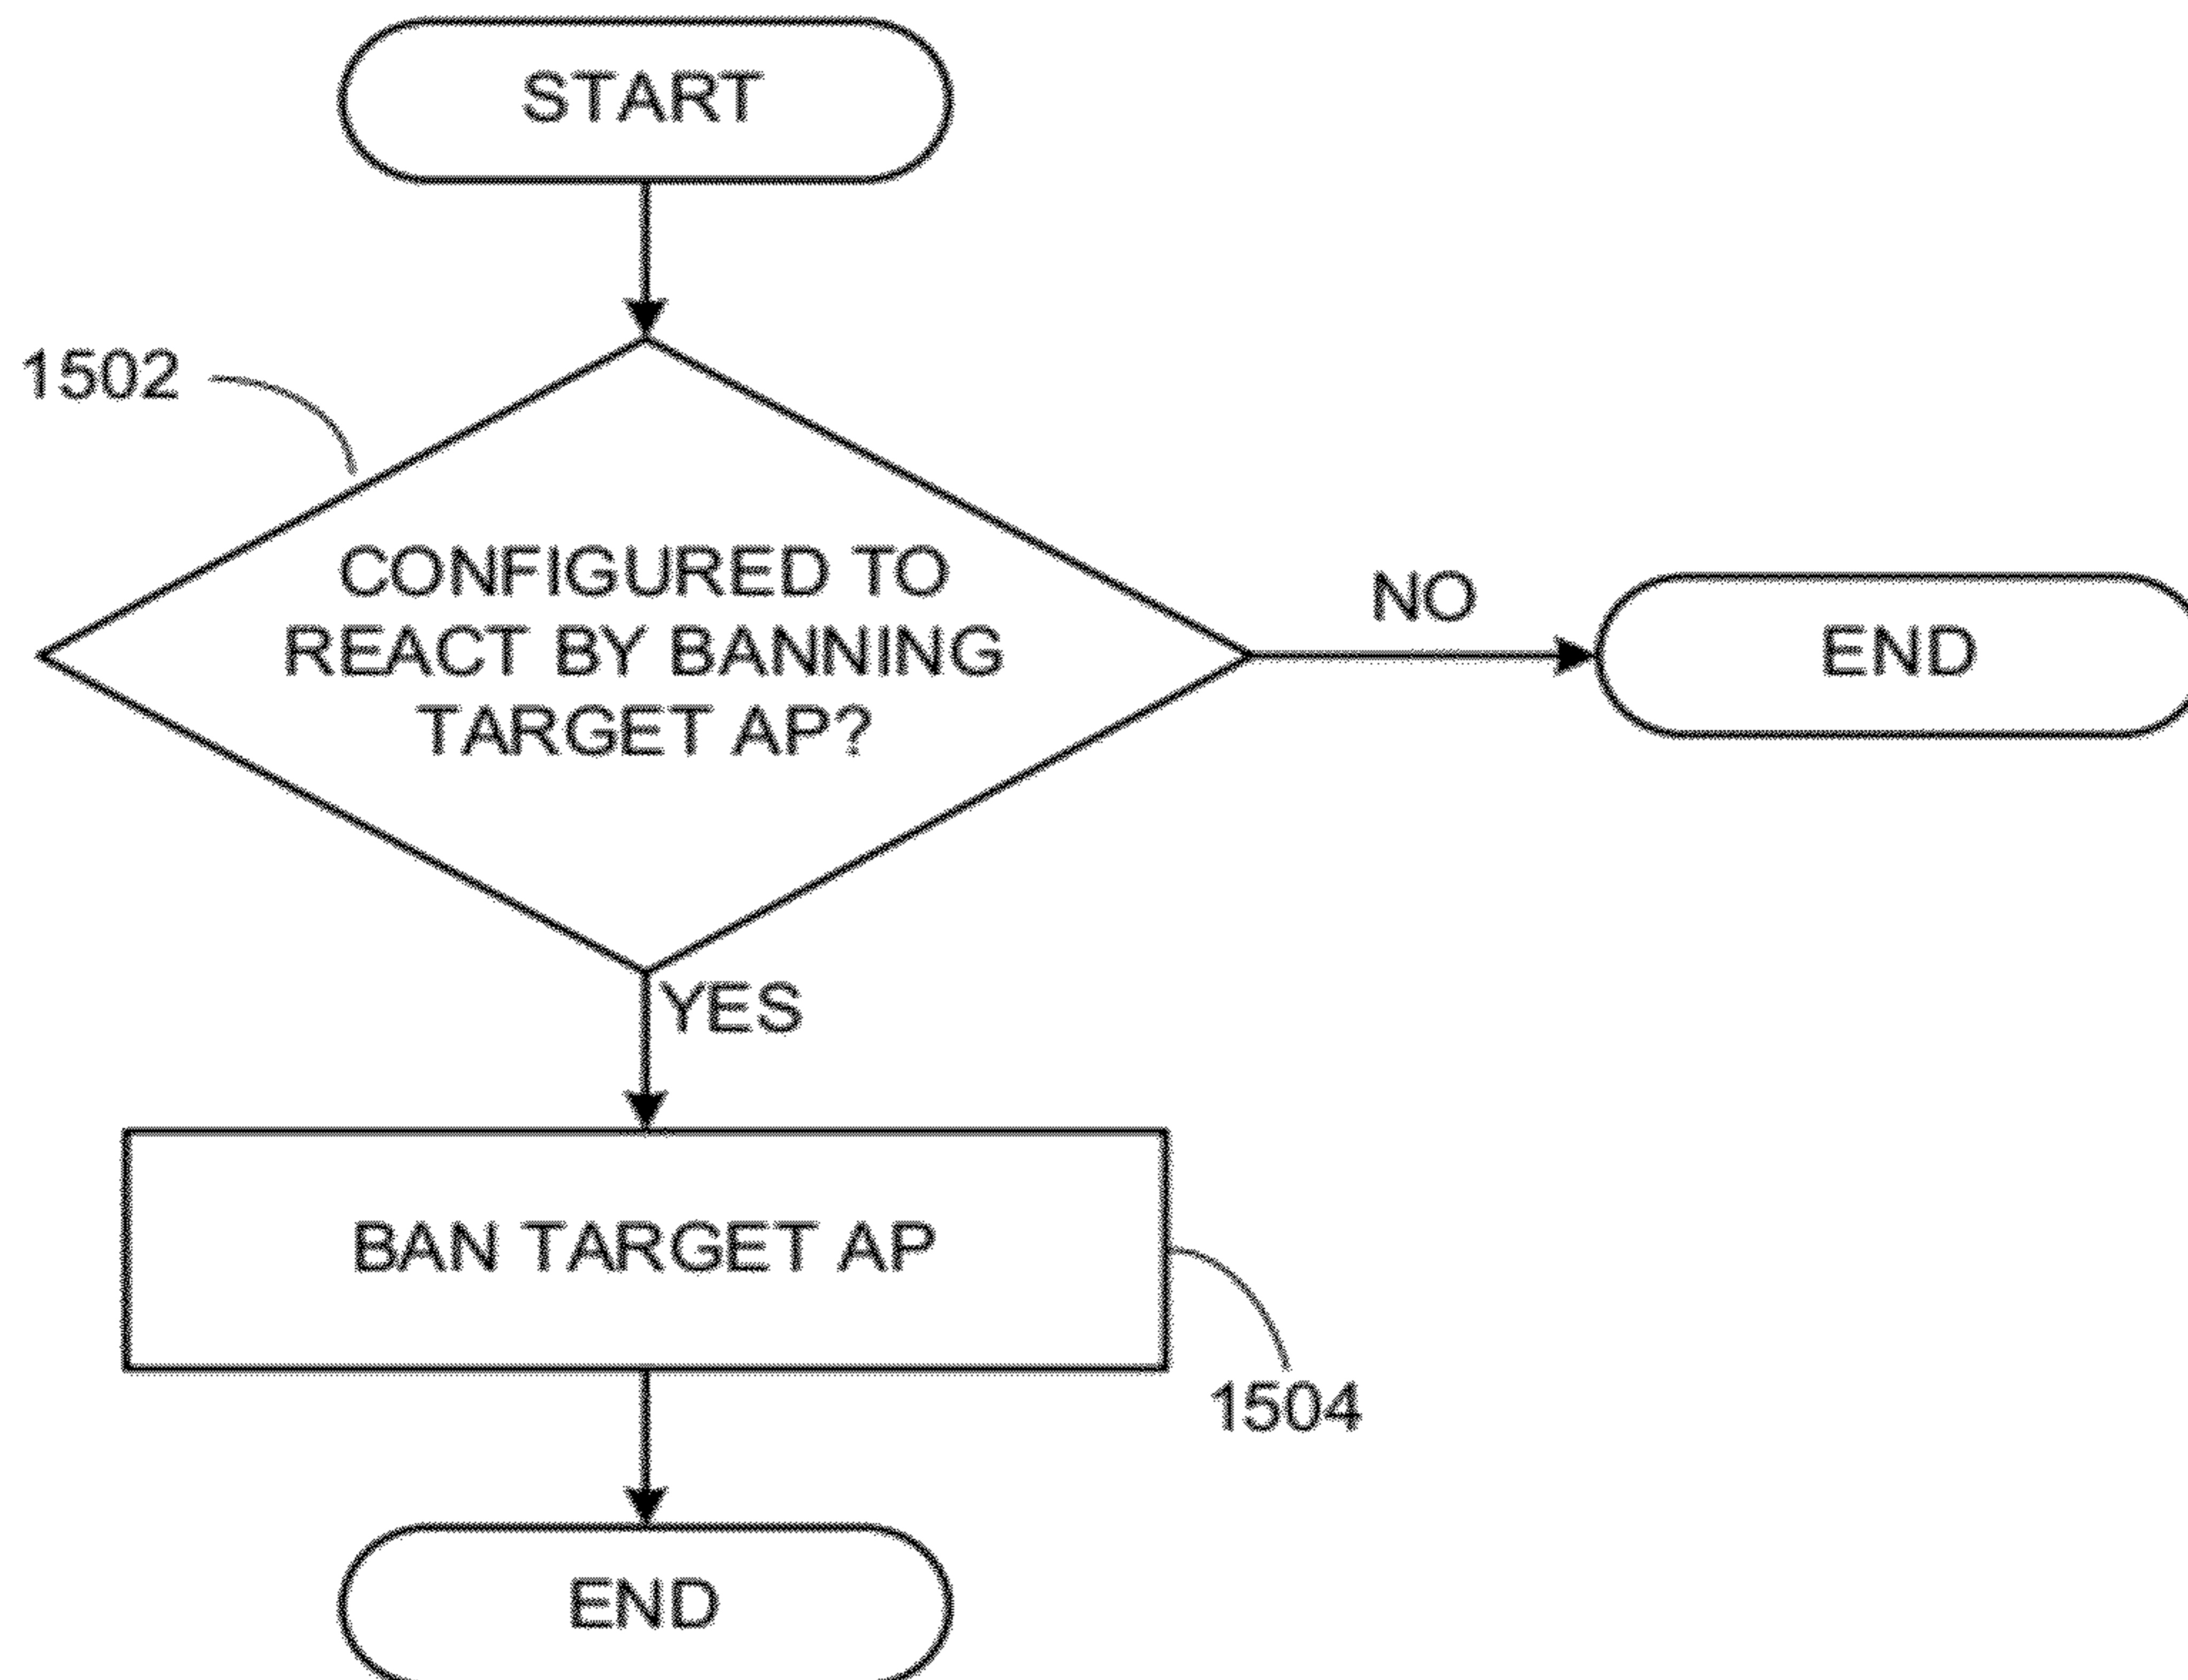 START
1502
CONFIGURED TO
REACT BY BANNING
TARGET AP?
NO
END
YES
BAN TARGET AP
1504
END